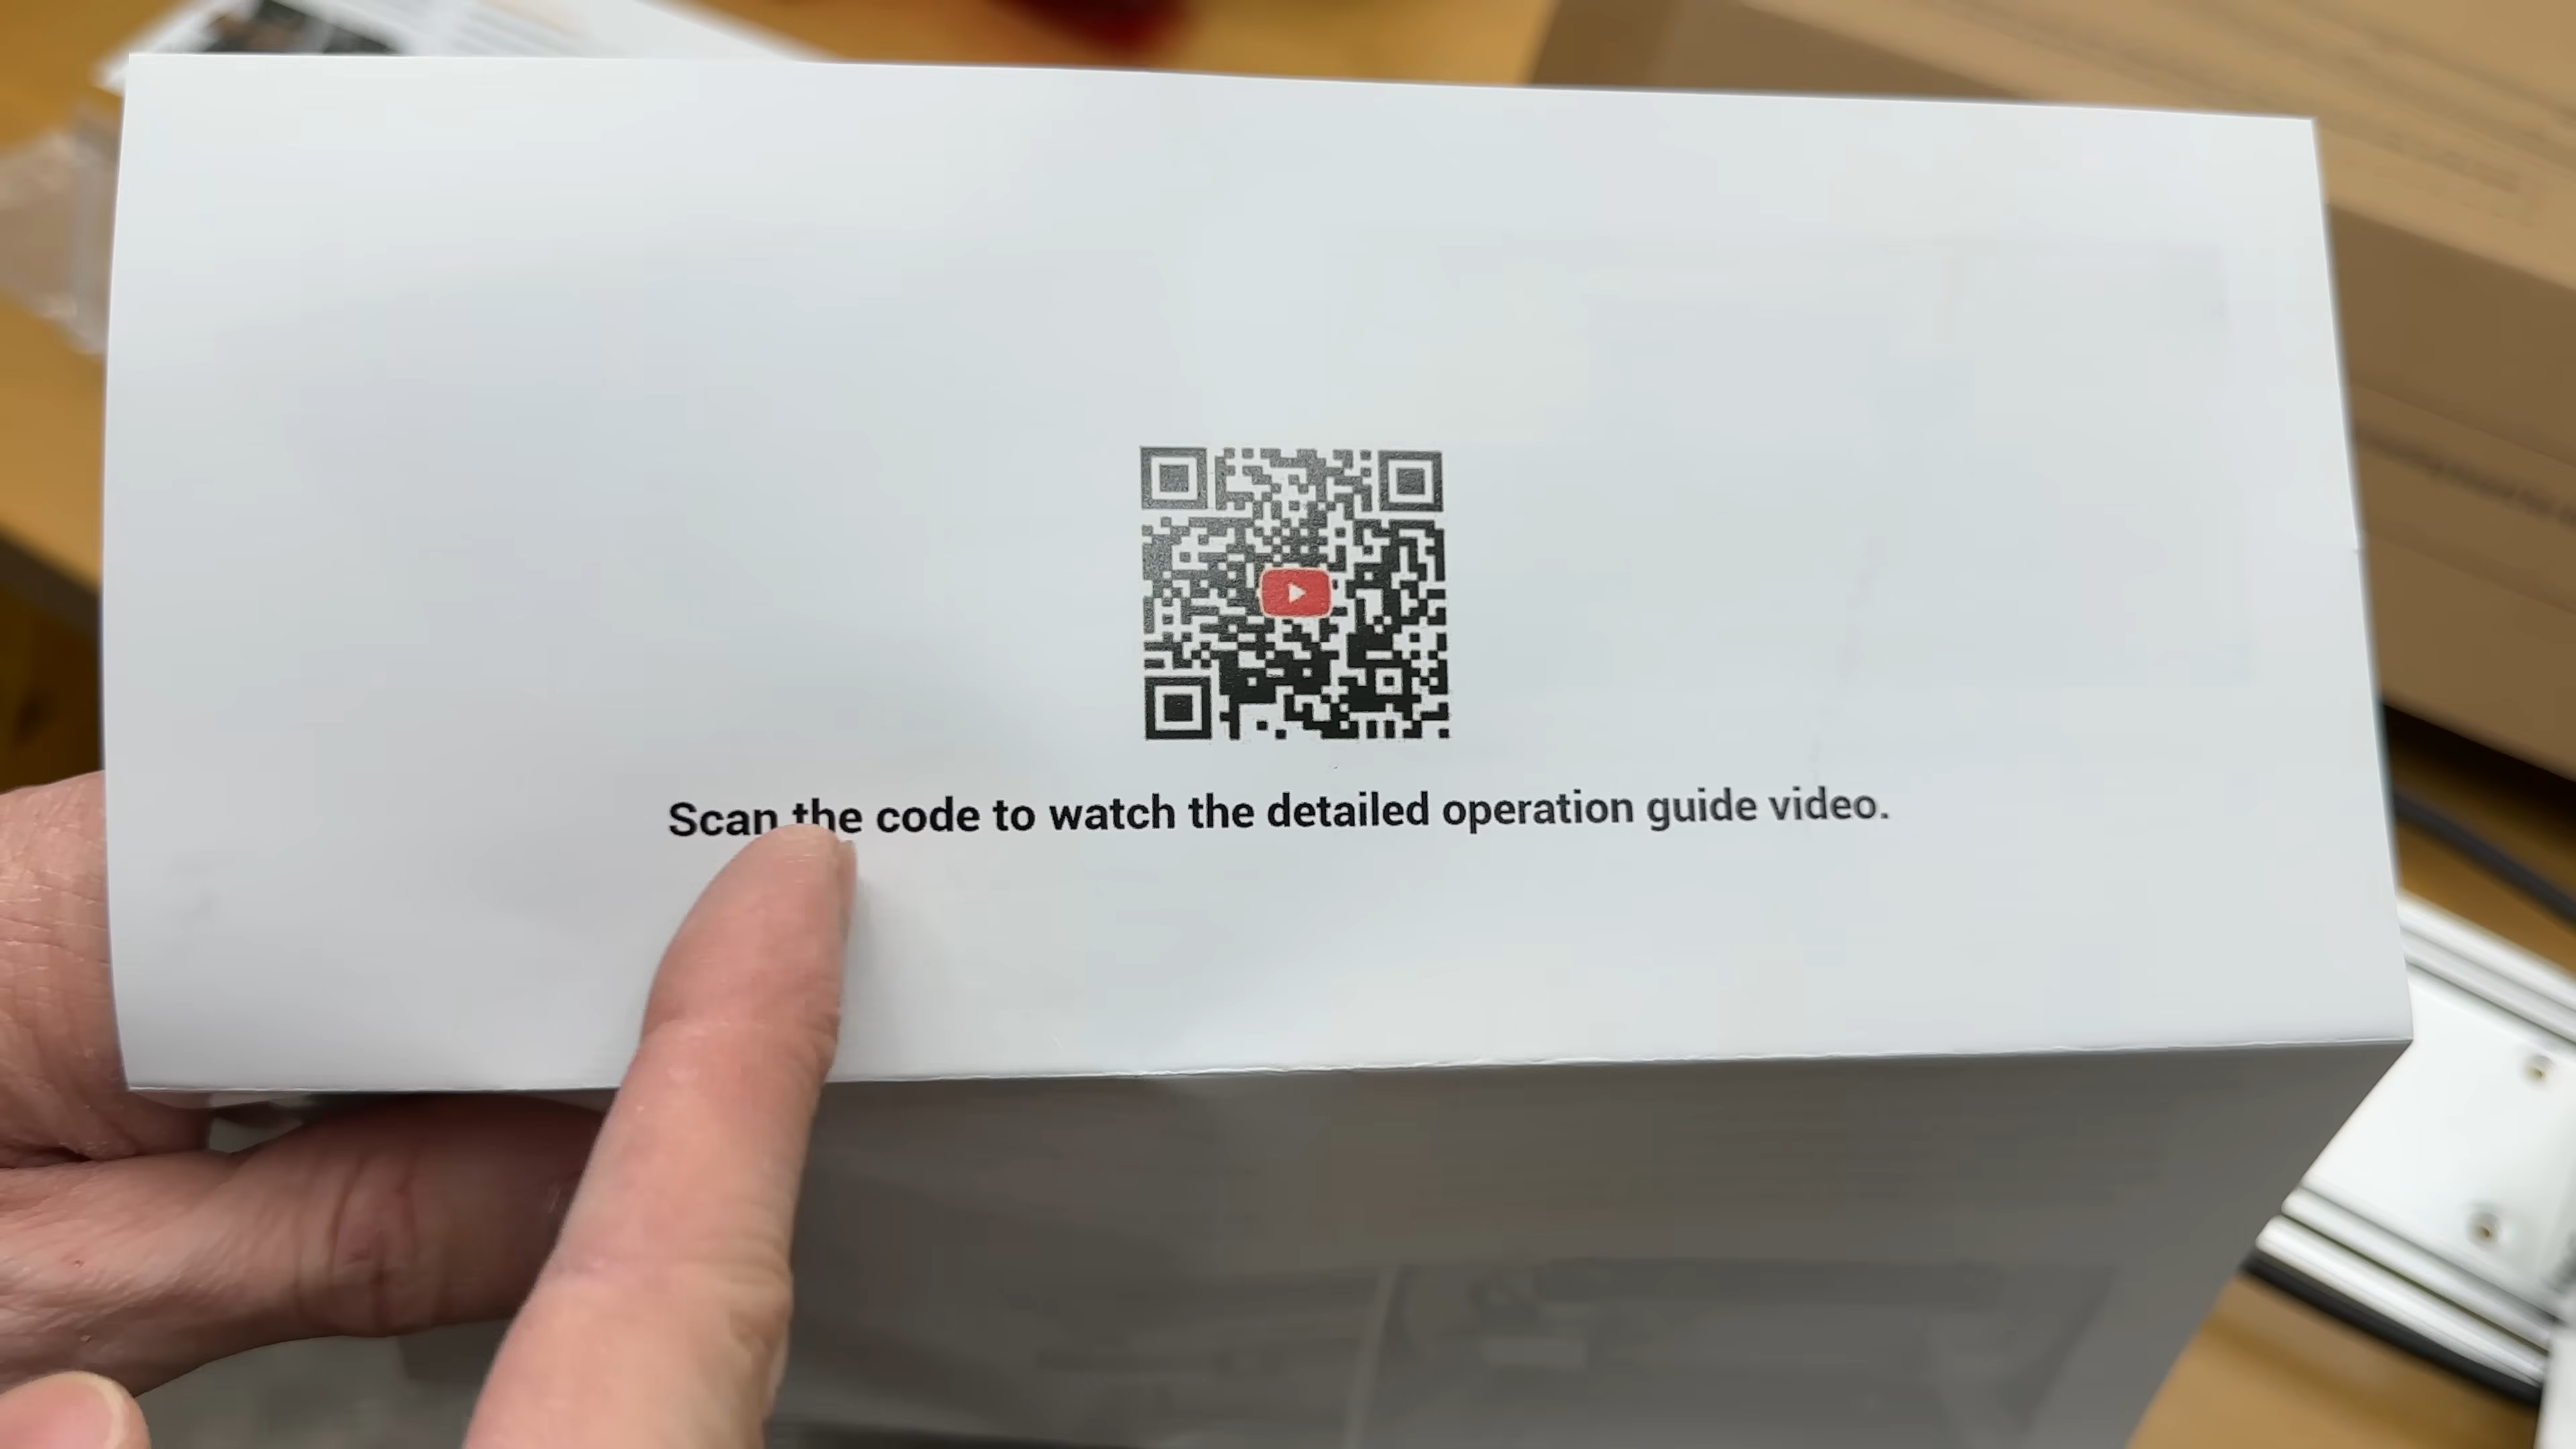 Scan the code to watch the detailed operation guide video.